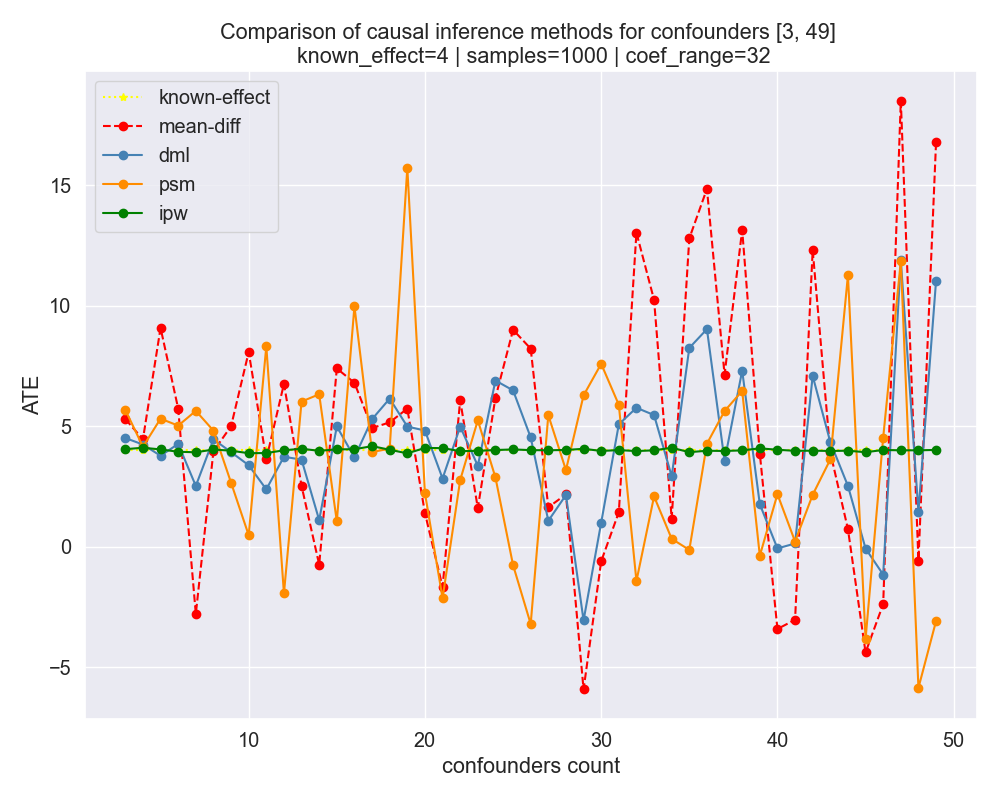 Comparison of causal inference methods for confounders [3, 49]
known_effect=4 | samples=1000 | coef_range=32
known-effect
mean-diff
dml
psm
ipw
ATE
15
10
5
0
−5
10
20
30
40
50
confounders count